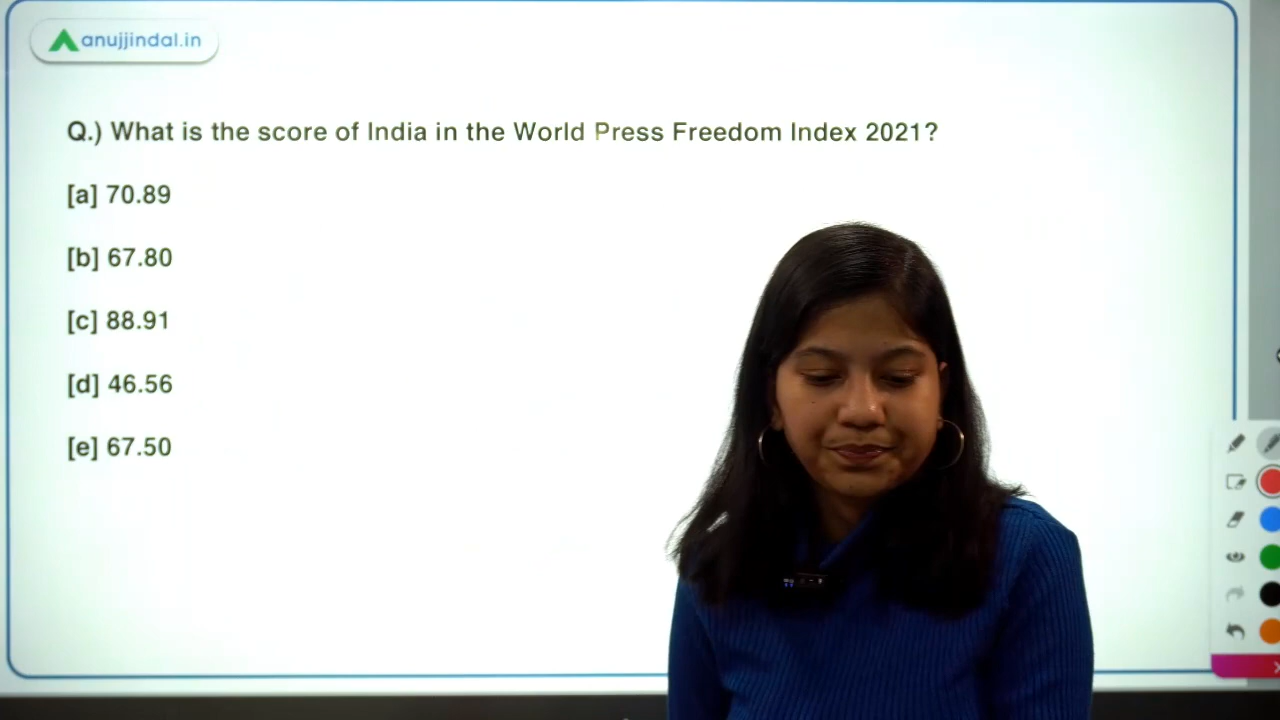 anujjindal.in
Q.) What is the score of India in the World Press Freedom Index 2021?
[a] 70.89
[b] 67.80
[c] 88.91
[d] 46.56
[e] 67.50